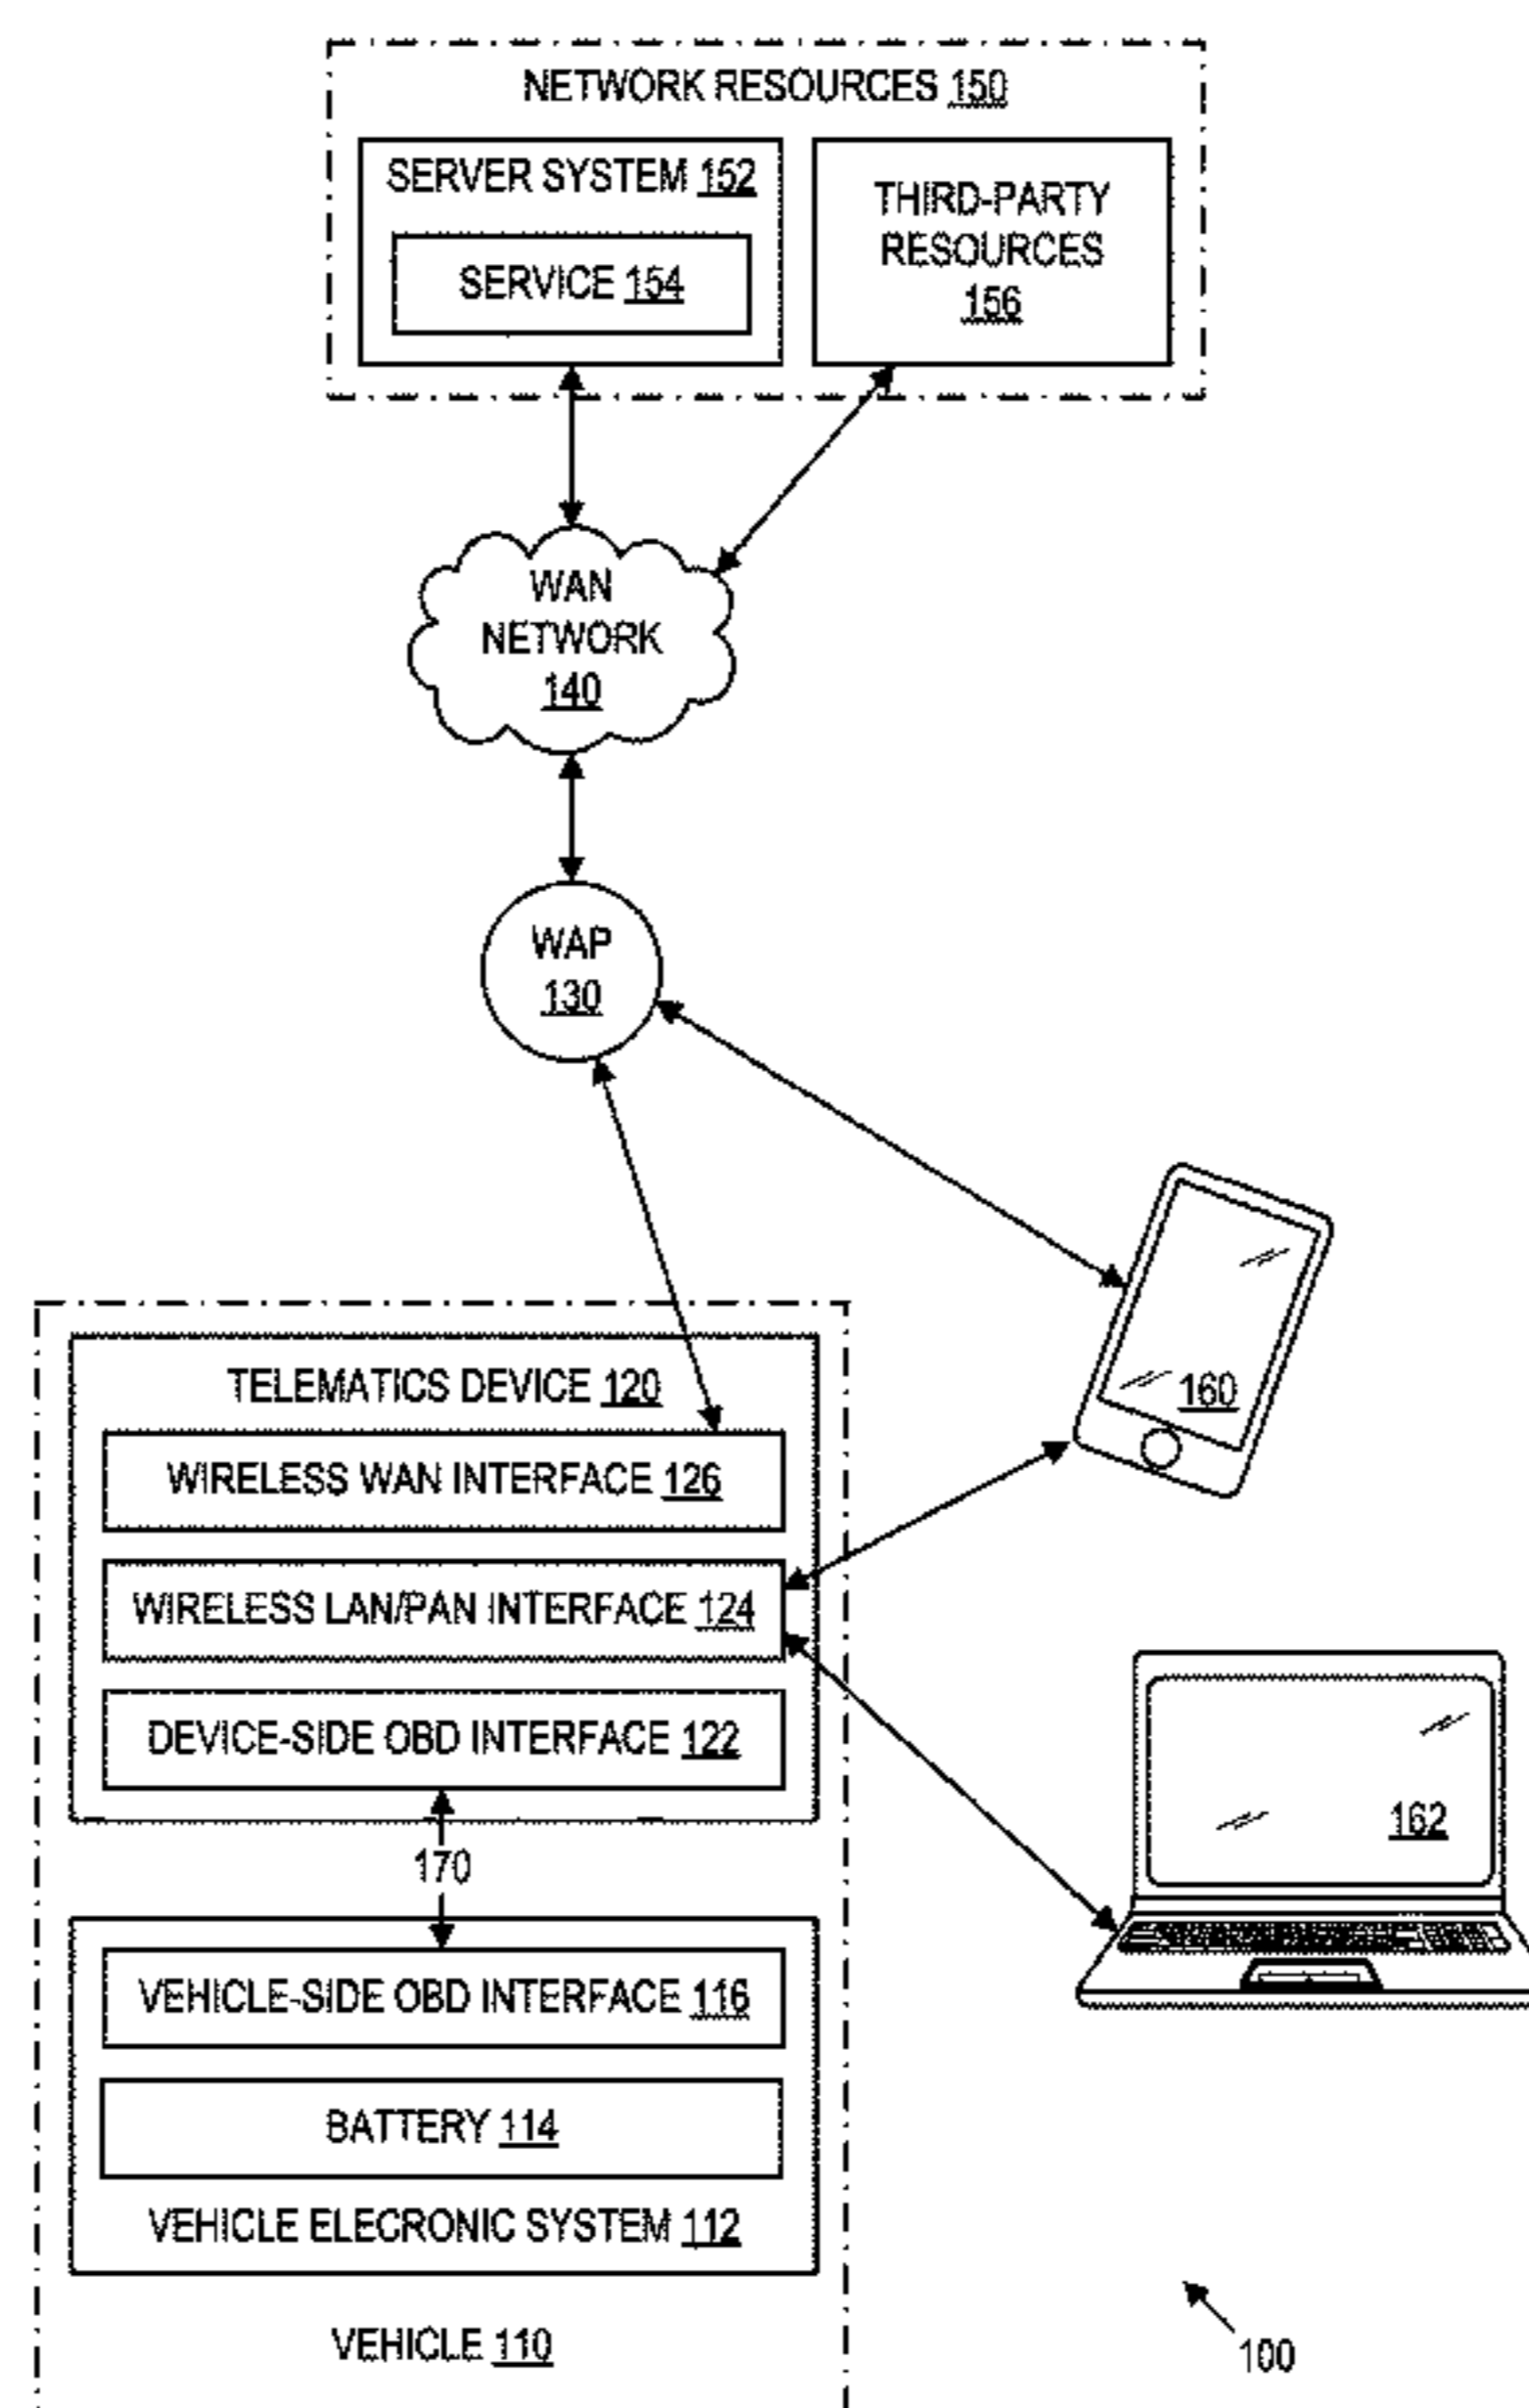 NETWORK RESOURCES 150
SERVER SYSTEM 152
SERVICE 154
THIRD-PARTY
RESOURCES
156
WAN
NETWORK
140
WAP
130
160
TELEMATICS DEVICE 120
WIRELESS WAN INTERFACE 126
WIRELESS LAN/PAN INTERFACE 124
DEVICE-SIDE OBD INTERFACE 122
162
170
VEHICLE-SIDE OBD INTERFACE 116
BATTERY 114
VEHICLE ELECRONIC SYSTEM 112
VEHICLE 110
100